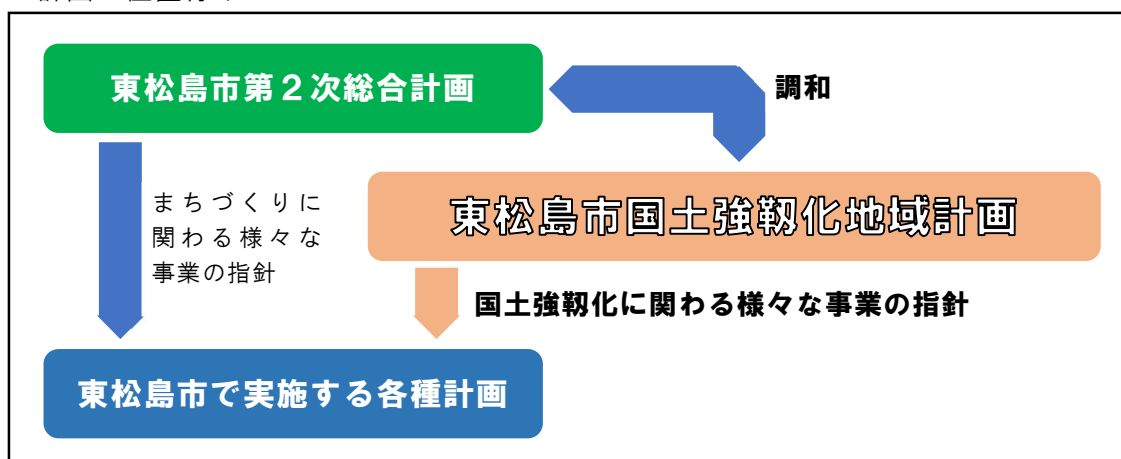 東松島市第２次総合計画
調和
まちづくりに
関わる様々な
事業の指針
東松島市国土強靱化地域計画
国土強靱化に関わる様々な事業の指針
東松島市で実施する各種計画